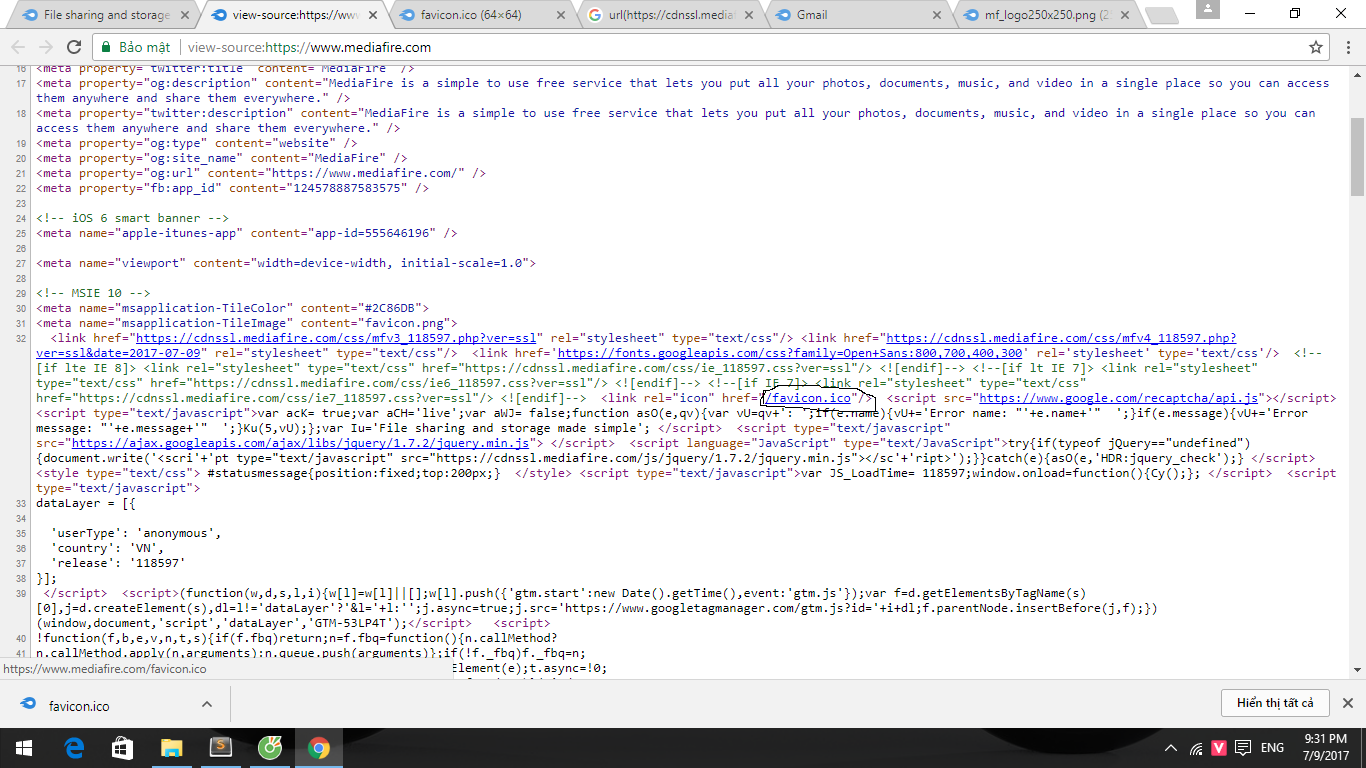 File sharing and storage
view-source:https://www
favicon.ico (64×64)
url(https://cdnssl.media
Gmail
mf_logo250x250.png (2
Bảo mật
view-source:https://www.mediafire.com
16 <meta property="twitter:title" content="MediaFire" />
17 <meta property="og:description" content="MediaFire is a simple to use free service that lets you put all your photos, documents, music, and video in a single place so you can access
them anywhere and share them everywhere." />
18 <meta property="twitter:description" content="MediaFire is a simple to use free service that lets you put all your photos, documents, music, and video in a single place so you can
access them anywhere and share them everywhere." />
19 <meta property="og:type" content="website" />
20 <meta property="og:site_name" content="MediaFire" />
21 <meta property="og:url" content="https://www.mediafire.com/" />
22 <meta property="fb:app_id" content="124578887583575" />
23
24 <!-- iOS 6 smart banner -->
25 <meta name="apple-itunes-app" content="app-id=555646196" />
26
27 <meta name="viewport" content="width=device-width, initial-scale=1.0">
28
29 <!-- MSIE 10 -->
30 <meta name="msapplication-TileColor" content="#2C86DB">
31 <meta name="msapplication-TileImage" content="favicon.png">
32 <link href="https://cdnssl.mediafire.com/css/mfv3_118597.php?ver=ssl" rel="stylesheet" type="text/css"/> <link href="https://cdnssl.mediafire.com/css/mfv4_118597.php?
ver=ssl&date=2017-07-09" rel="stylesheet" type="text/css"/> <link href='https://fonts.googleapis.com/css?family=Open+Sans:800,700,400,300' rel='stylesheet' type='text/css'/> <!--
[if lte IE 8]> <link rel="stylesheet" type="text/css" href="https://cdnssl.mediafire.com/css/ie_118597.css?ver=ssl"/> <![endif]--> <!--[if lt IE 7]> <link rel="stylesheet"
type="text/css" href="https://cdnssl.mediafire.com/css/ie6_118597.css?ver=ssl"/> <![endif]--> <!--[if IE 7]> <link rel="stylesheet" type="text/css"
href="https://cdnssl.mediafire.com/css/ie7_118597.css?ver=ssl"/> <![endif]--> <link rel="icon" href="/favicon.ico"/> <script src="https://www.google.com/recaptcha/api.js"></script>
<script type="text/javascript">var acK= true;var aCH='live';var aWJ= false;function asO(e,qv){var vU=qv+': ';if(e.name){vU+='Error name: "'+e.name+'"  ';}if(e.message){vU+='Error
message: "'+e.message+'"  ';}Ku(5,vU);};var Iu='File sharing and storage made simple'; </script> <script type="text/javascript"
src="https://ajax.googleapis.com/ajax/libs/jquery/1.7.2/jquery.min.js"> </script> <script language="JavaScript" type="text/JavaScript">try{if(typeof jQuery=="undefined")
{document.write('<scri'+'pt type="text/javascript" src="https://cdnssl.mediafire.com/js/jquery/1.7.2/jquery.min.js"></sc'+'ript>');}}catch(e){asO(e,'HDR:jquery_check');} </script>
<style type="text/css"> #statusmessage{position:fixed;top:200px;} </style> <script type="text/javascript">var JS_LoadTime= 118597;window.onload=function(){Cy();}; </script> <script
type="text/javascript">
33 dataLayer = [{
34
35 'userType': 'anonymous',
36 'country': 'VN',
37 'release': '118597'
38 }];
39 </script> <script>(function(w,d,s,l,i){w[l]=w[l]||[];w[l].push({'gtm.start':new Date().getTime(),event:'gtm.js'});var f=d.getElementsByTagName(s)
[0],j=d.createElement(s),dl=l!='dataLayer'?'&l='+l:'';j.async=true;j.src='https://www.googletagmanager.com/gtm.js?id='+i+dl;f.parentNode.insertBefore(j,f);})
(window,document,'script','dataLayer','GTM-53LP4T');</script> <script>
40 !function(f,b,e,v,n,t,s){if(f.fbq)return;n=f.fbq=function(){n.callMethod?
41 n.callMethod.apply(n,arguments):n.queue.push(arguments)};if(!f._fbq)f._fbq=n;
https://www.mediafire.com/favicon.ico
Element(e);t.async=!0;
favicon.ico
Hiển thị tất cả
ENG
9:31 PM
7/9/2017